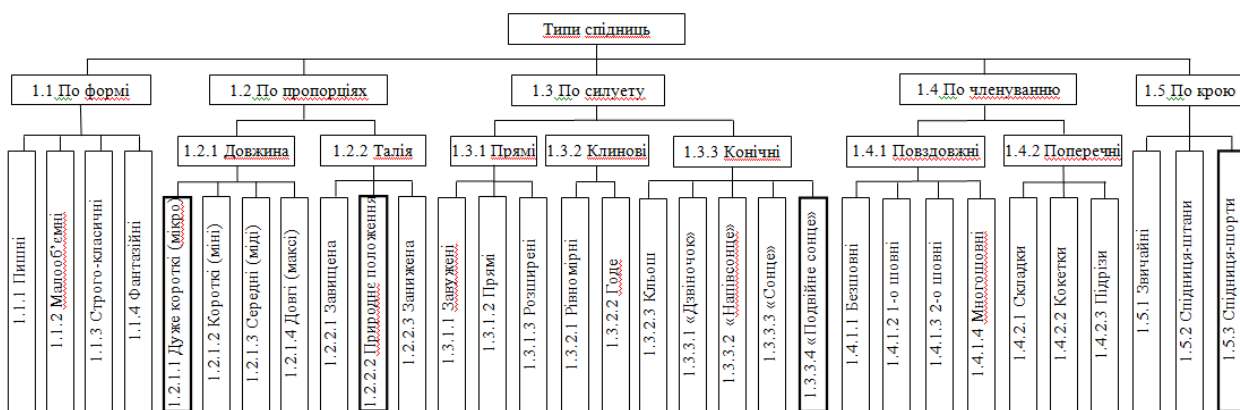 Типи спідниць
1.1 По формі
1.2 По пропорціях
1.3 По силуету
1.4 По членуванню
1.5 По крою
1.2.1 Довжина
1.2.2 Талія
1.3.1 Прямі
1.3.2 Клинові
1.3.3 Конічні
1.4.1 Повздовжні
1.4.2 Поперечні
1.1.1 Пишні
1.1.2 Малооб’ємні
1.1.3 Строго-класичні
1.1.4 Фантазійні
1.2.1.1 Дуже короткі (мікро)
1.2.1.2 Короткі (міні)
1.2.1.3 Середні (міді)
1.2.1.4 Довгі (максі)
1.2.2.1 Завищена
1.2.2.2 Природнє положення
1.2.2.3 Занижена
1.3.1.1 Завужені
1.3.1.2 Прямі
1.3.1.3 Розширені
1.3.2.1 Рівномірні
1.3.2.2 Годе
1.3.2.3 Кльош
1.3.3.1 «Дзвіночок»
1.3.3.2 «Напівсонце»
1.3.3.3 «Сонце»
1.3.3.4 «Подвійне сонце»
1.4.1.1 Безшовні
1.4.1.2 1-о шовні
1.4.1.3 2-о шовні
1.4.1.4 Многошовні
1.4.2.1 Складки
1.4.2.2 Кокетки
1.4.2.3 Підрізи
1.5.1 Звичайні
1.5.2 Спідниця-штани
1.5.3 Спідниця-шорти